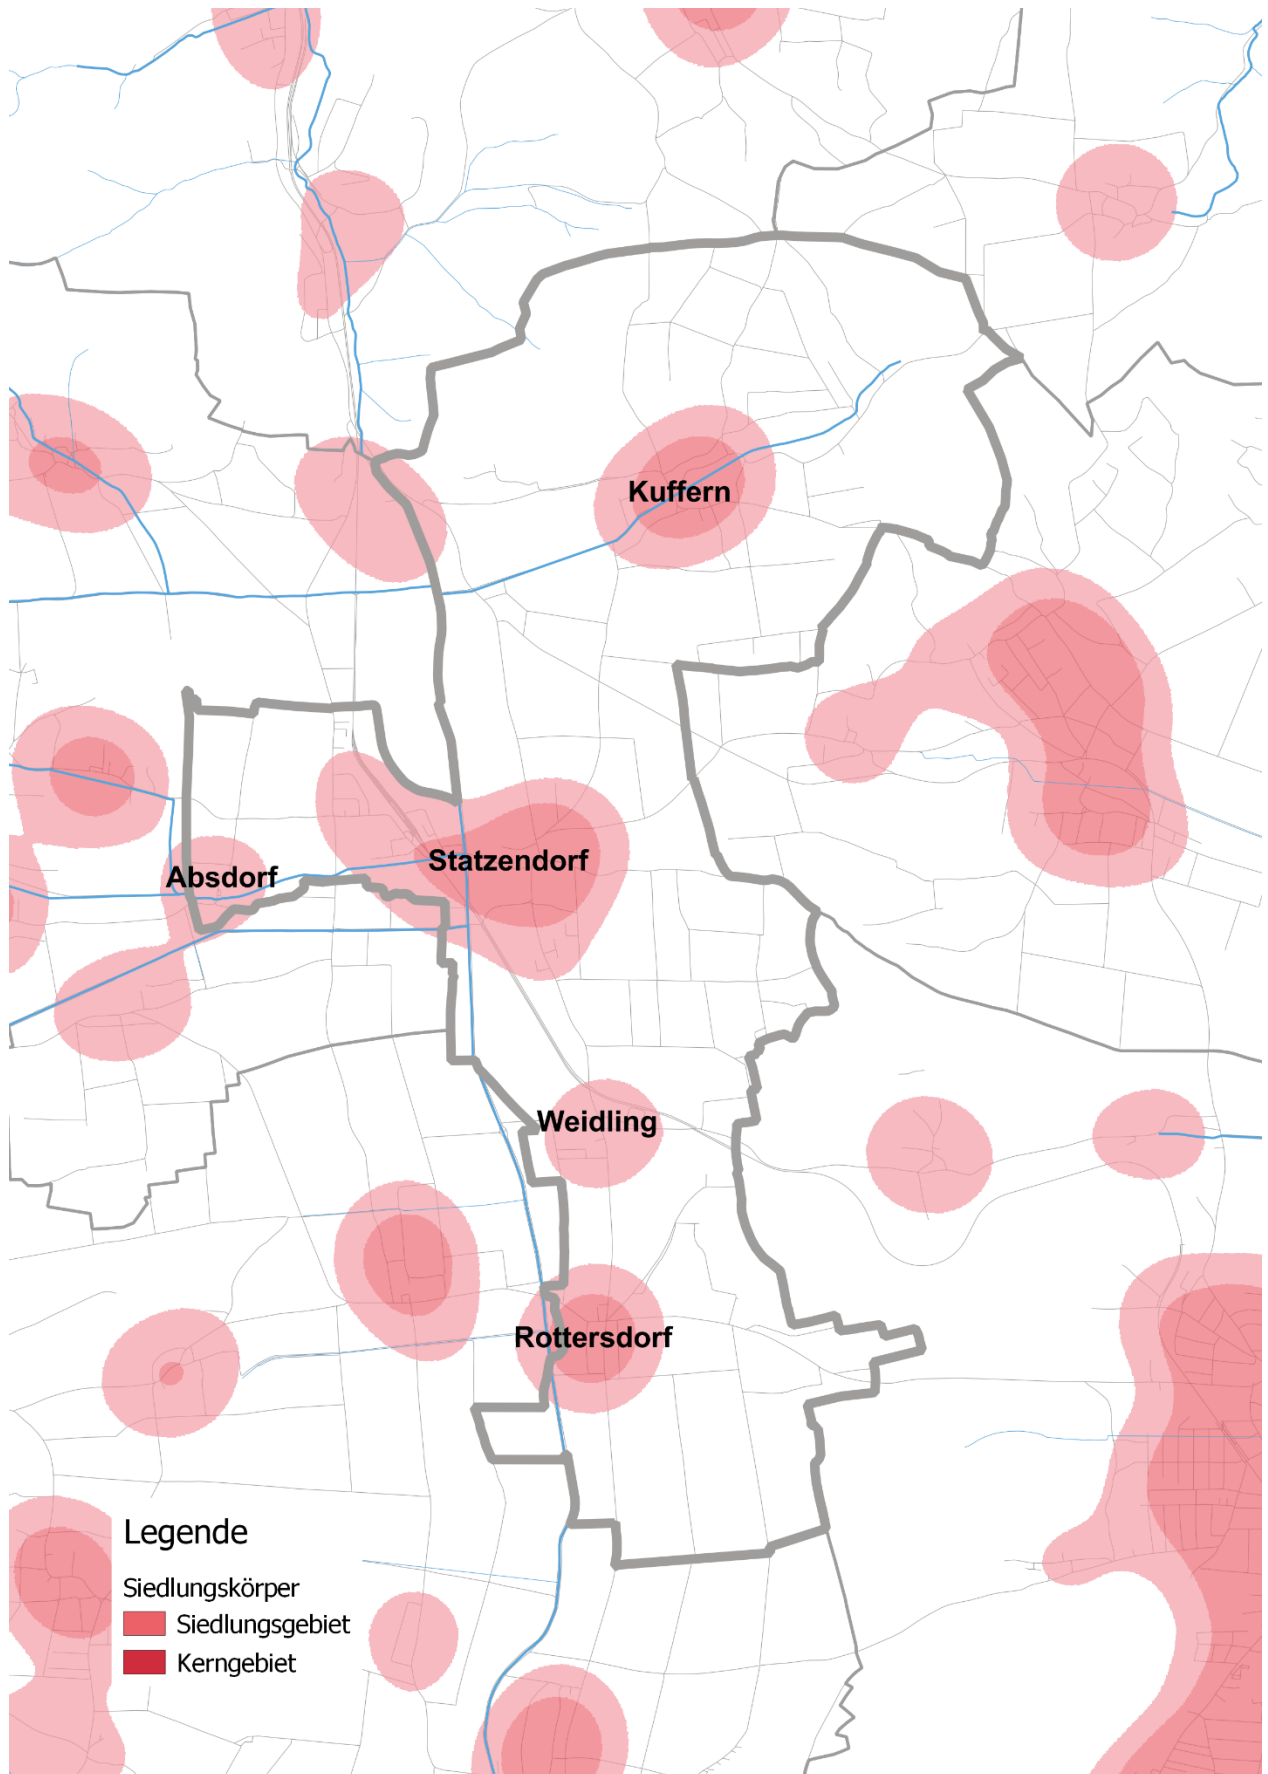 Kuffern
Statzendorf
Absdorf
Weidling
Rottersdorf
Legende
Siedlungskörper
Siedlungsgebiet
Kerngebiet